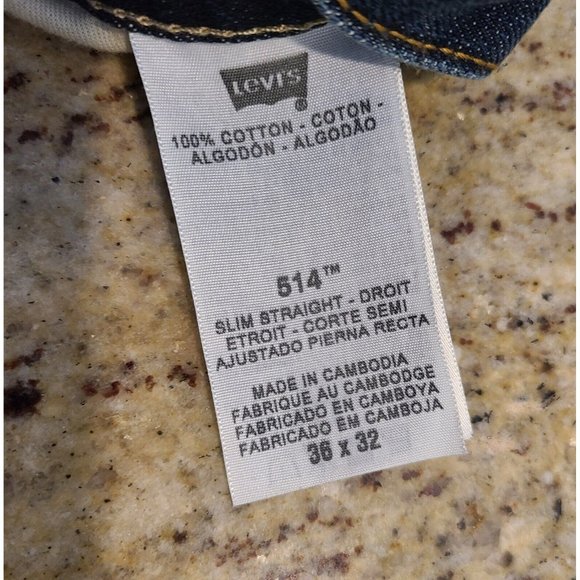 Levi's®
100% COTTON - COTON -
ALGODÓN - ALGODÃO
514™
SLIM STRAIGHT - DROIT
ETROIT - CORTE SEMI
AJUSTADO PIERNA RECTA
MADE IN CAMBODIA
FABRIQUE AU CAMBODGE
FABRICADO EN CAMBOYA
FABRICADO EM CAMBOJA
36 x 32